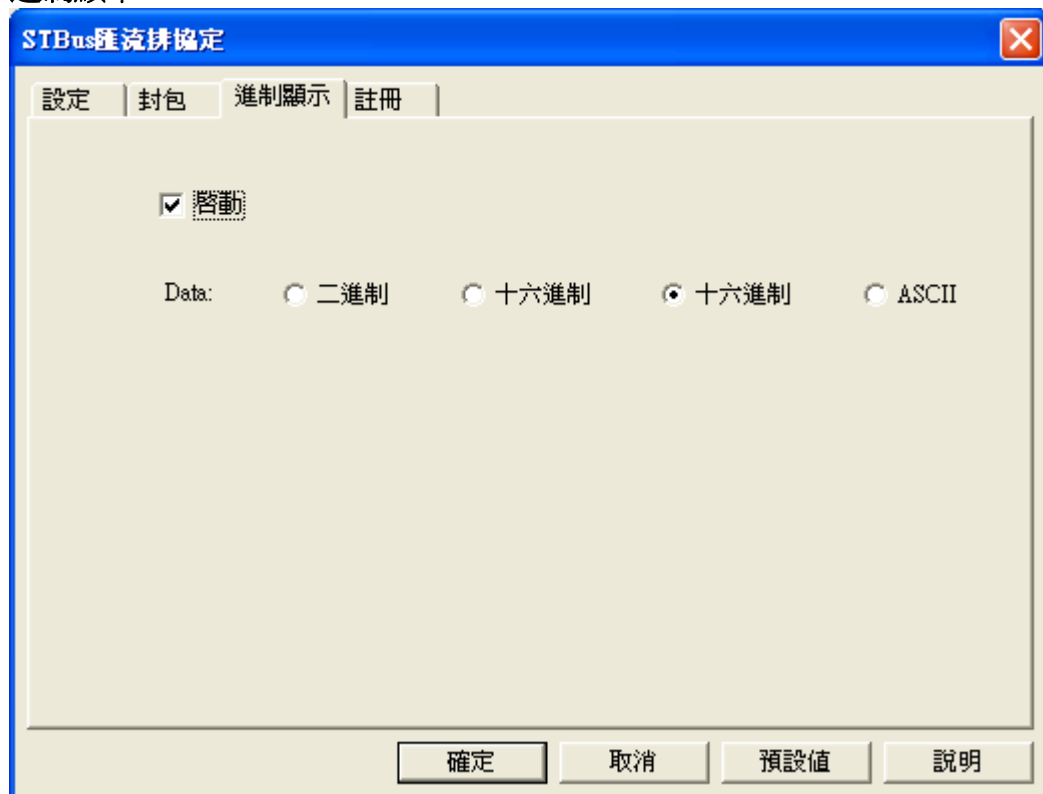 STBus匯流排協定
設定 封包 進制顯示 註冊
啓動
Data: 二進制 十六進制 十六進制 ASCII
確定 取消 預設值 說明